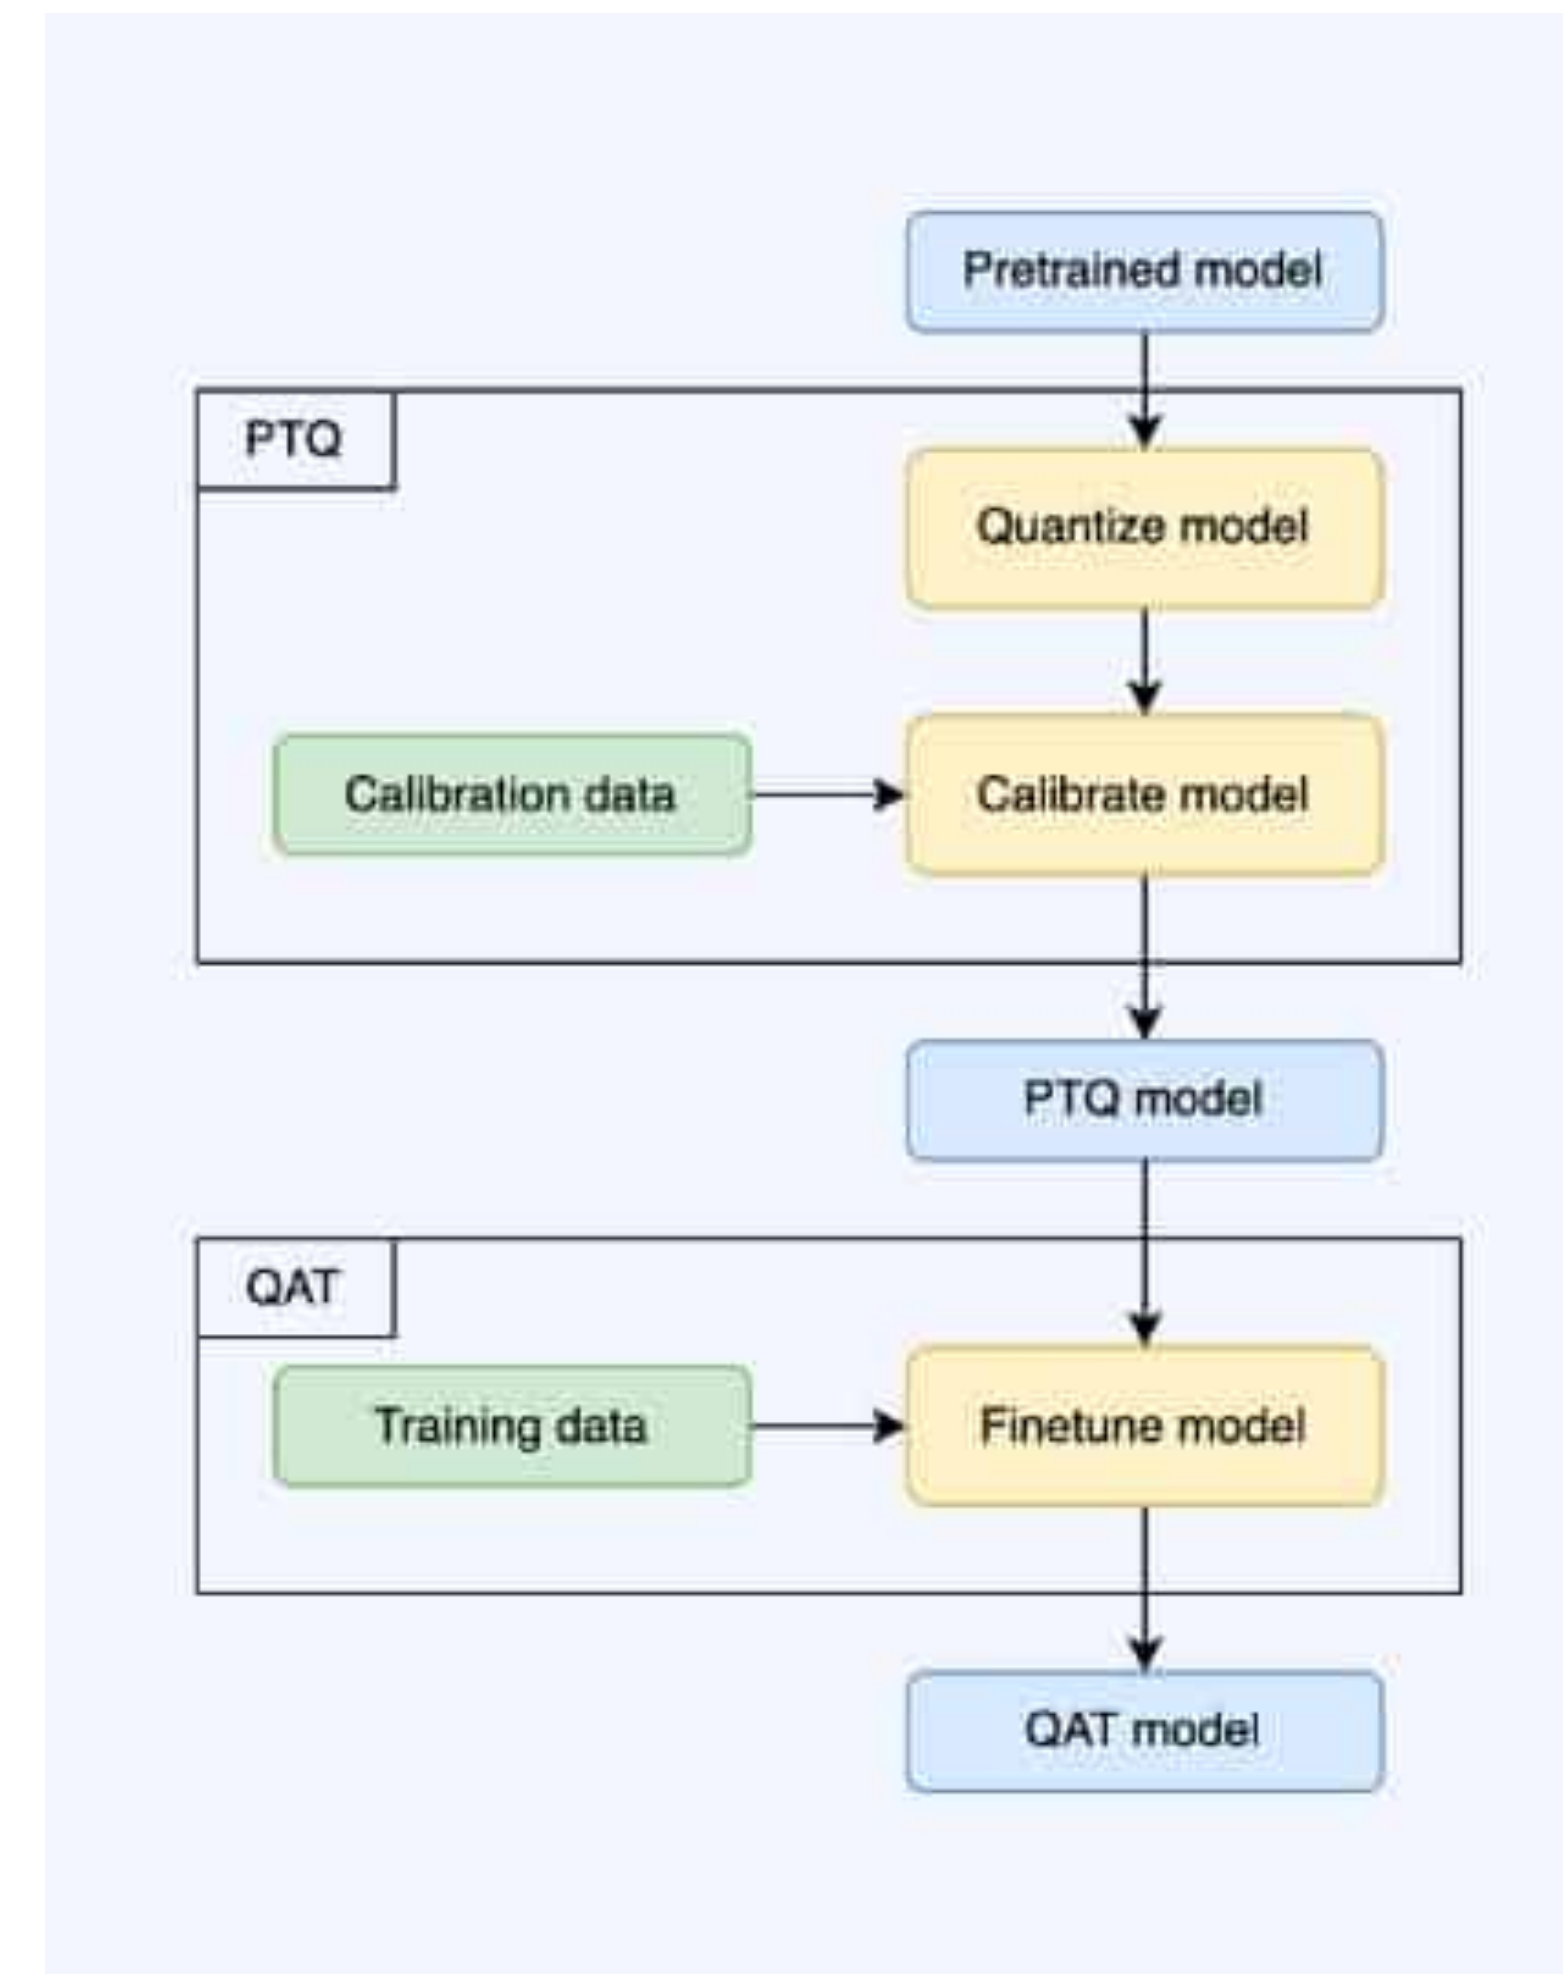 Pretrained model
PTQ
Quantize model
Calibration data
Calibrate model
PTQ model
QAT
Training data
Finetune model
QAT model